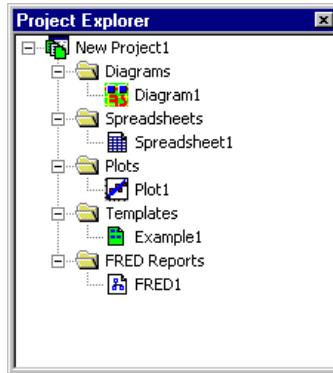 Project Explorer
New Project1
Diagrams
Diagram1
Spreadsheets
Spreadsheet1
Plots
Plot1
Templates
Example1
FRED Reports
FRED1